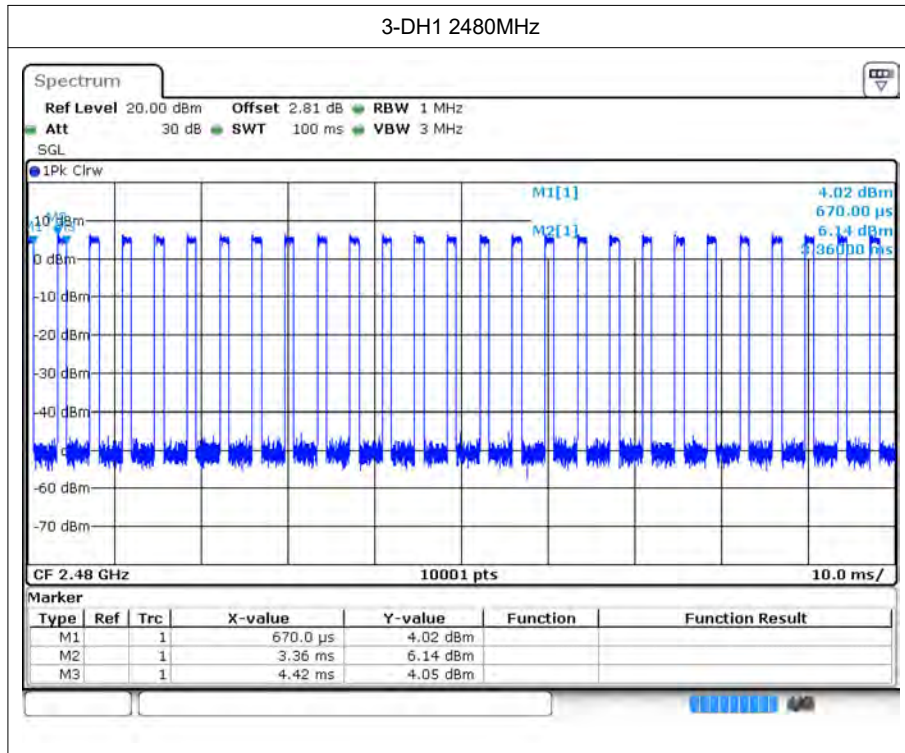 3-DH1 2480MHz
Spectrum
Ref Level 20.00 dBm Offset 2.81 dB RBW 1 MHz
Att 30 dB SWT 100 ms VBW 3 MHz
SGL
1Pk Clrw
M1[1] 4.02 dBm
670.00 µs
10 dBm
M2[1] 6.14 dBm
3.36000 ms
0 dBm
-10 dBm
-20 dBm
-30 dBm
-40 dBm
-60 dBm
-70 dBm
CF 2.48 GHz 10001 pts 10.0 ms/
Marker
Type Ref Trc X-value Y-value Function Function Result
M1 1 670.0 µs 4.02 dBm
M2 1 3.36 ms 6.14 dBm
M3 1 4.42 ms 4.05 dBm